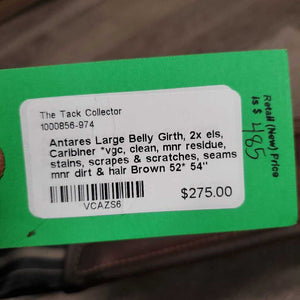 The Tack Collector
1000856-974
Antares Large Belly Girth, 2x els,
Caribiner *vgc, clean, mnr residue,
stains, scrapes & scratches, seams
mnr dirt & hair Brown 52" 54"
VCAZS6
$275.00
Retail (New) Price
is $ 485